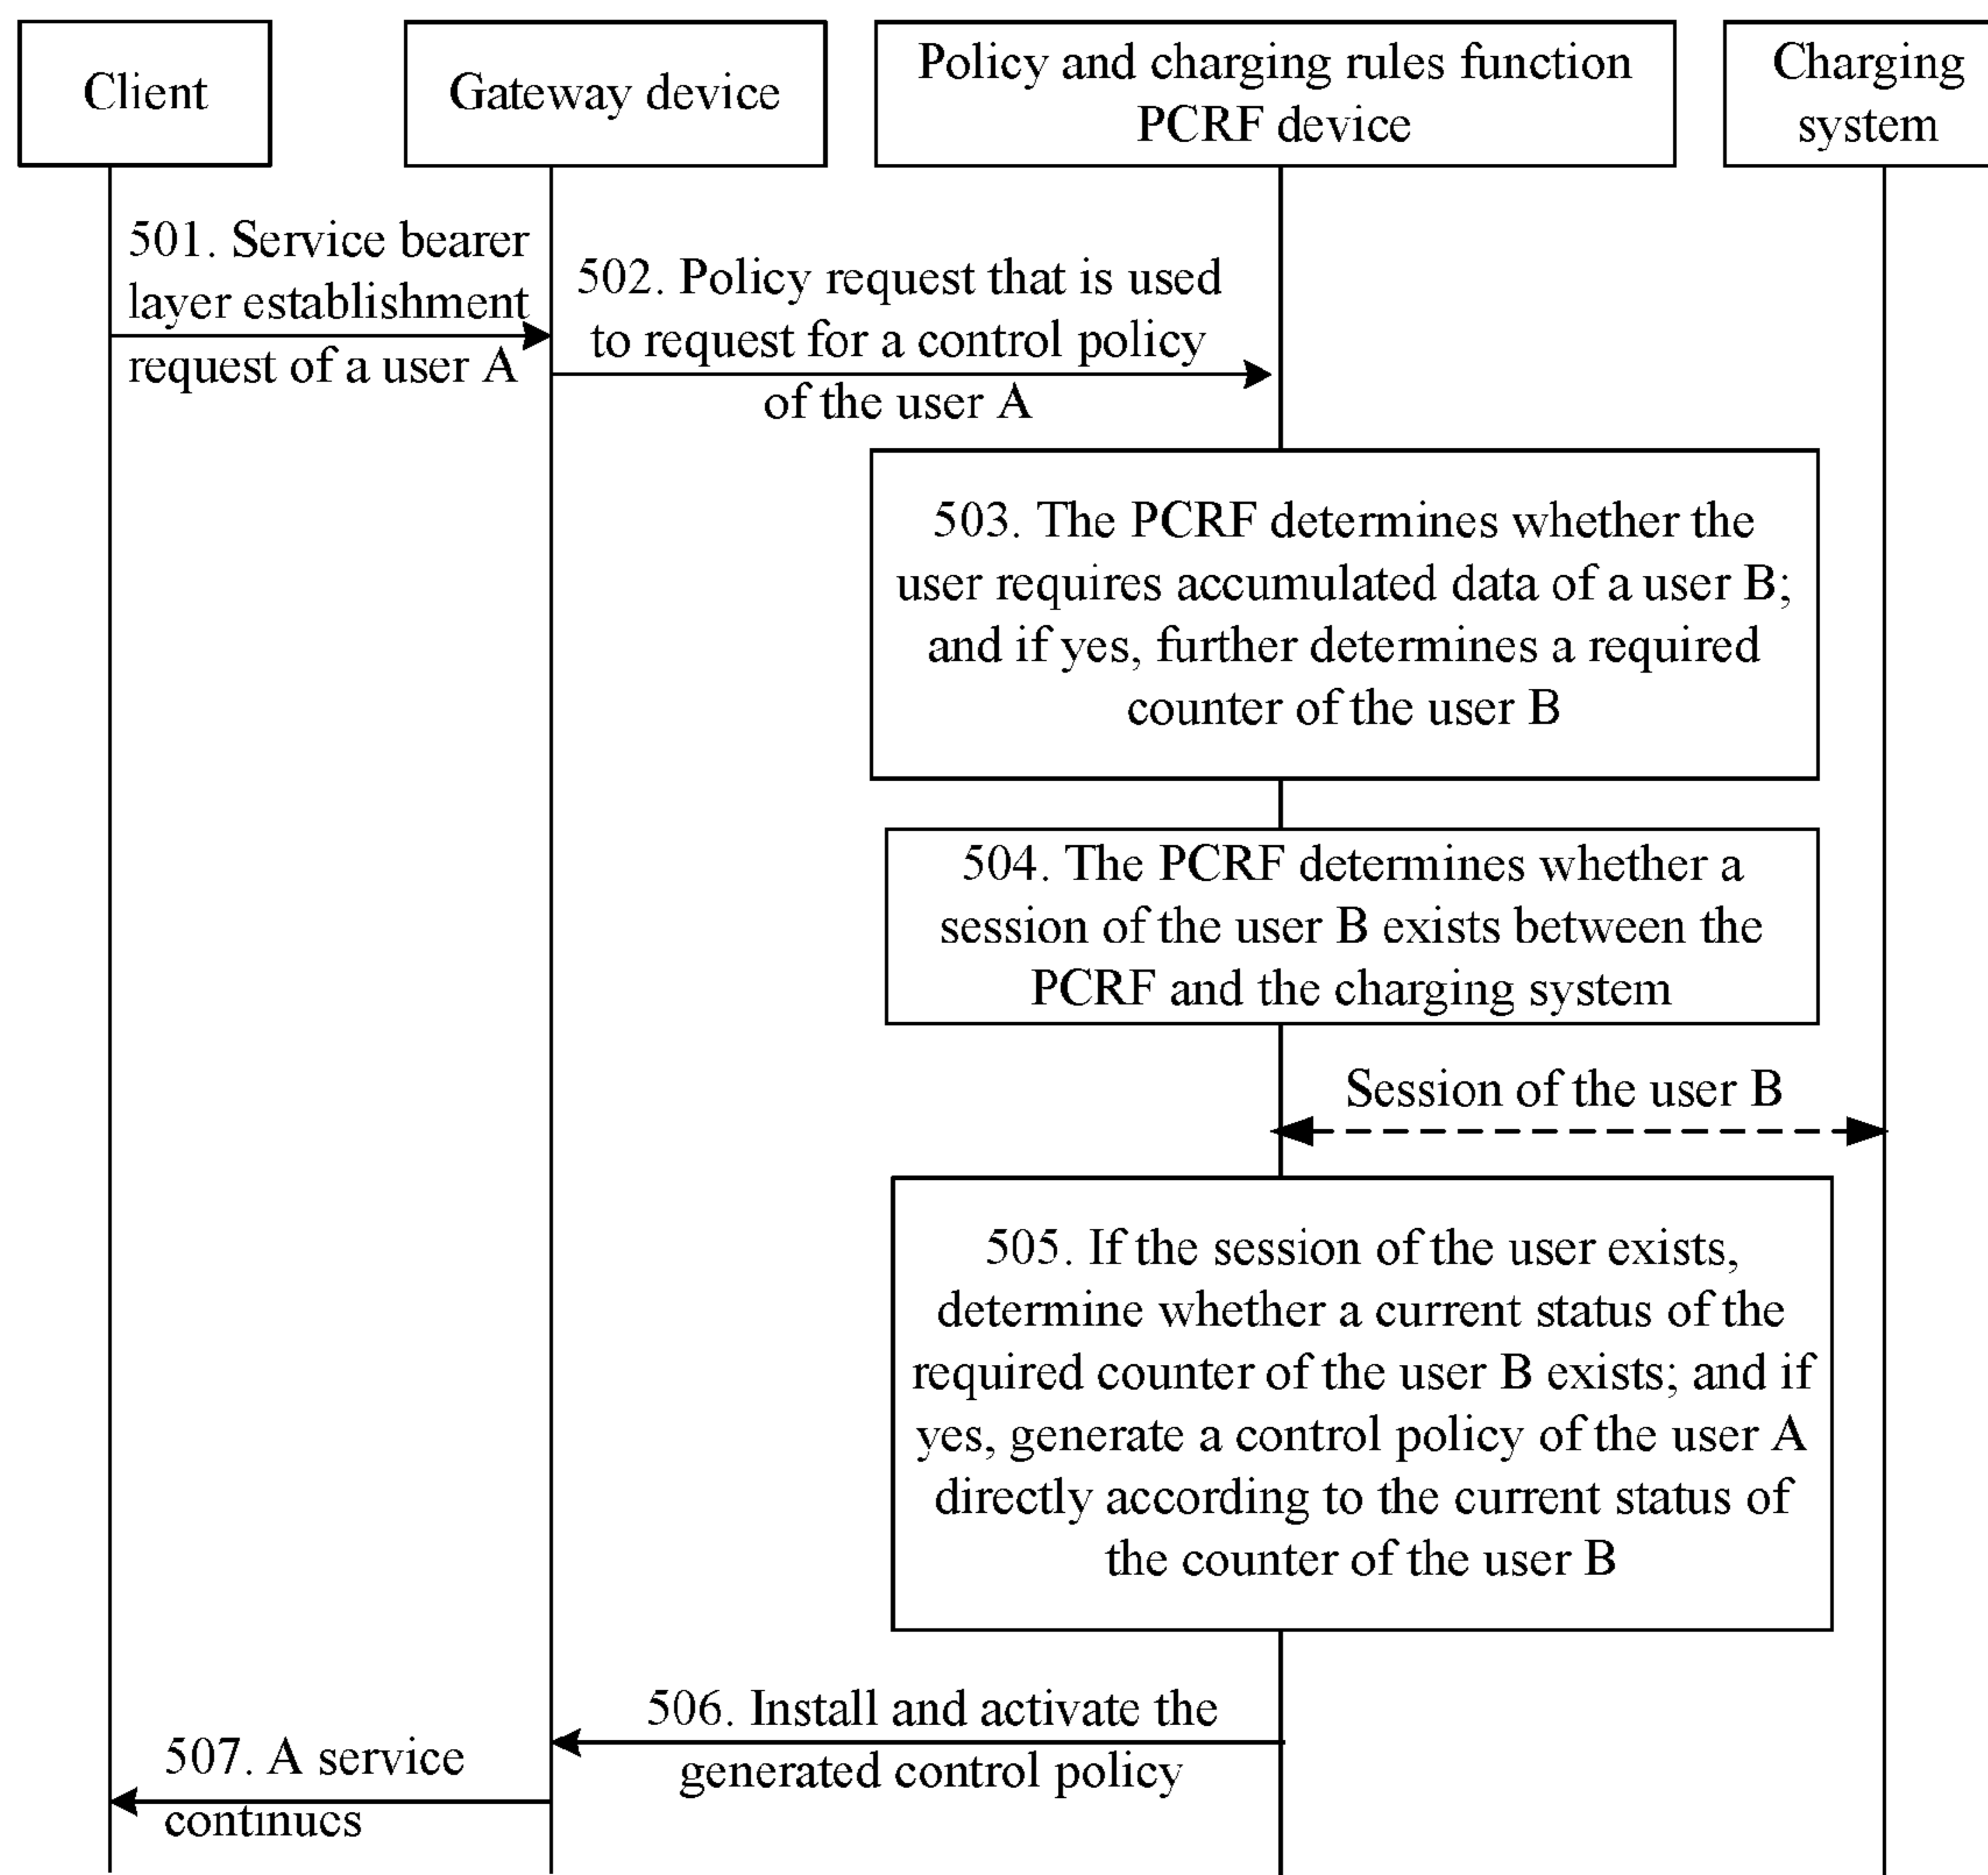 Client
Gateway device
Policy and charging rules function
PCRF device
Charging
system
501. Service bearer
layer establishment
request of a user A
502. Policy request that is used
to request for a control policy
of the user A
503. The PCRF determines whether the
user requires accumulated data of a user B;
and if yes, further determines a required
counter of the user B
504. The PCRF determines whether a
session of the user B exists between the
PCRF and the charging system
Session of the user B
505. If the session of the user exists,
determine whether a current status of the
required counter of the user B exists; and if
yes, generate a control policy of the user A
directly according to the current status of
the counter of the user B
506. Install and activate the
generated control policy
507. A service
continues